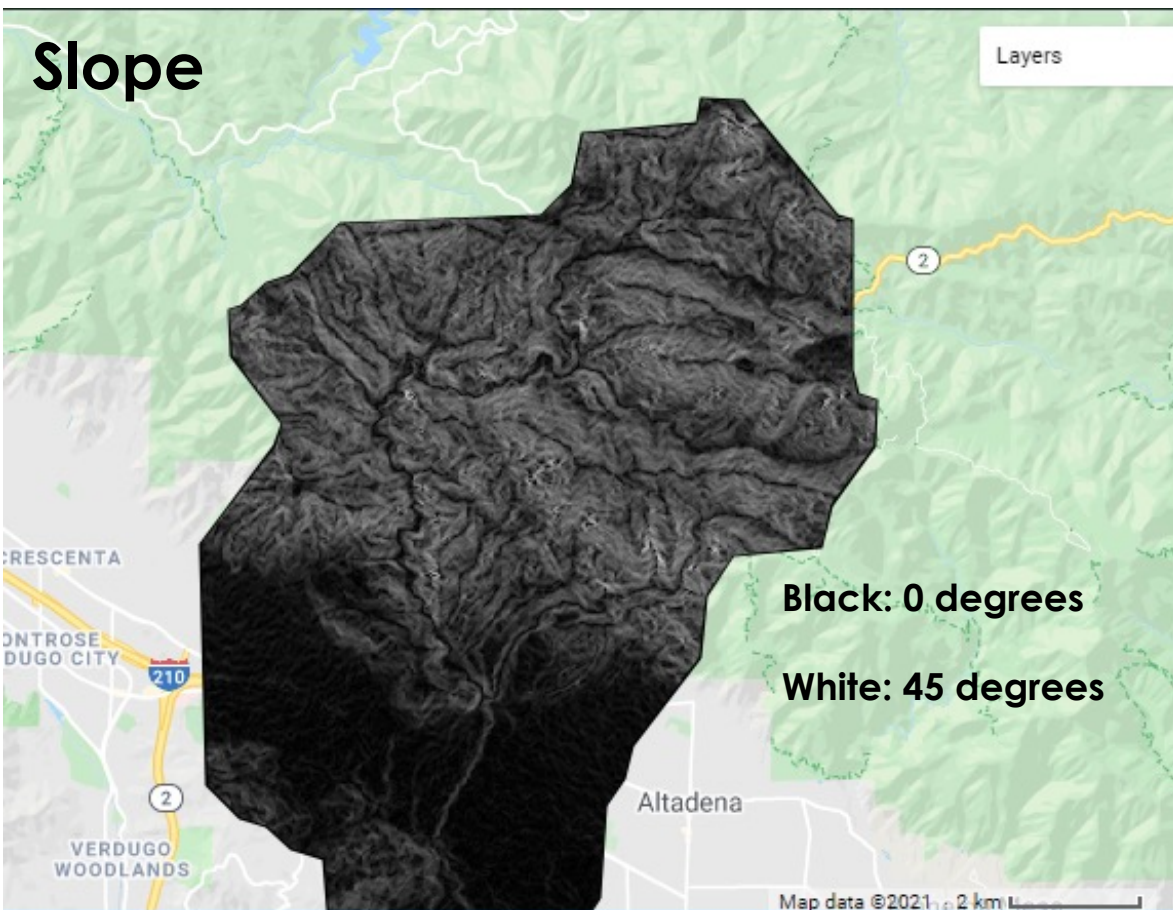 Slope
Layers
2
CRESCENTA
Black: 0 degrees
ONTROSE
DUGO CITY
210
White: 45 degrees
2
Altadena
VERDUGO
WOODLANDS
Map data ©2021
2 km